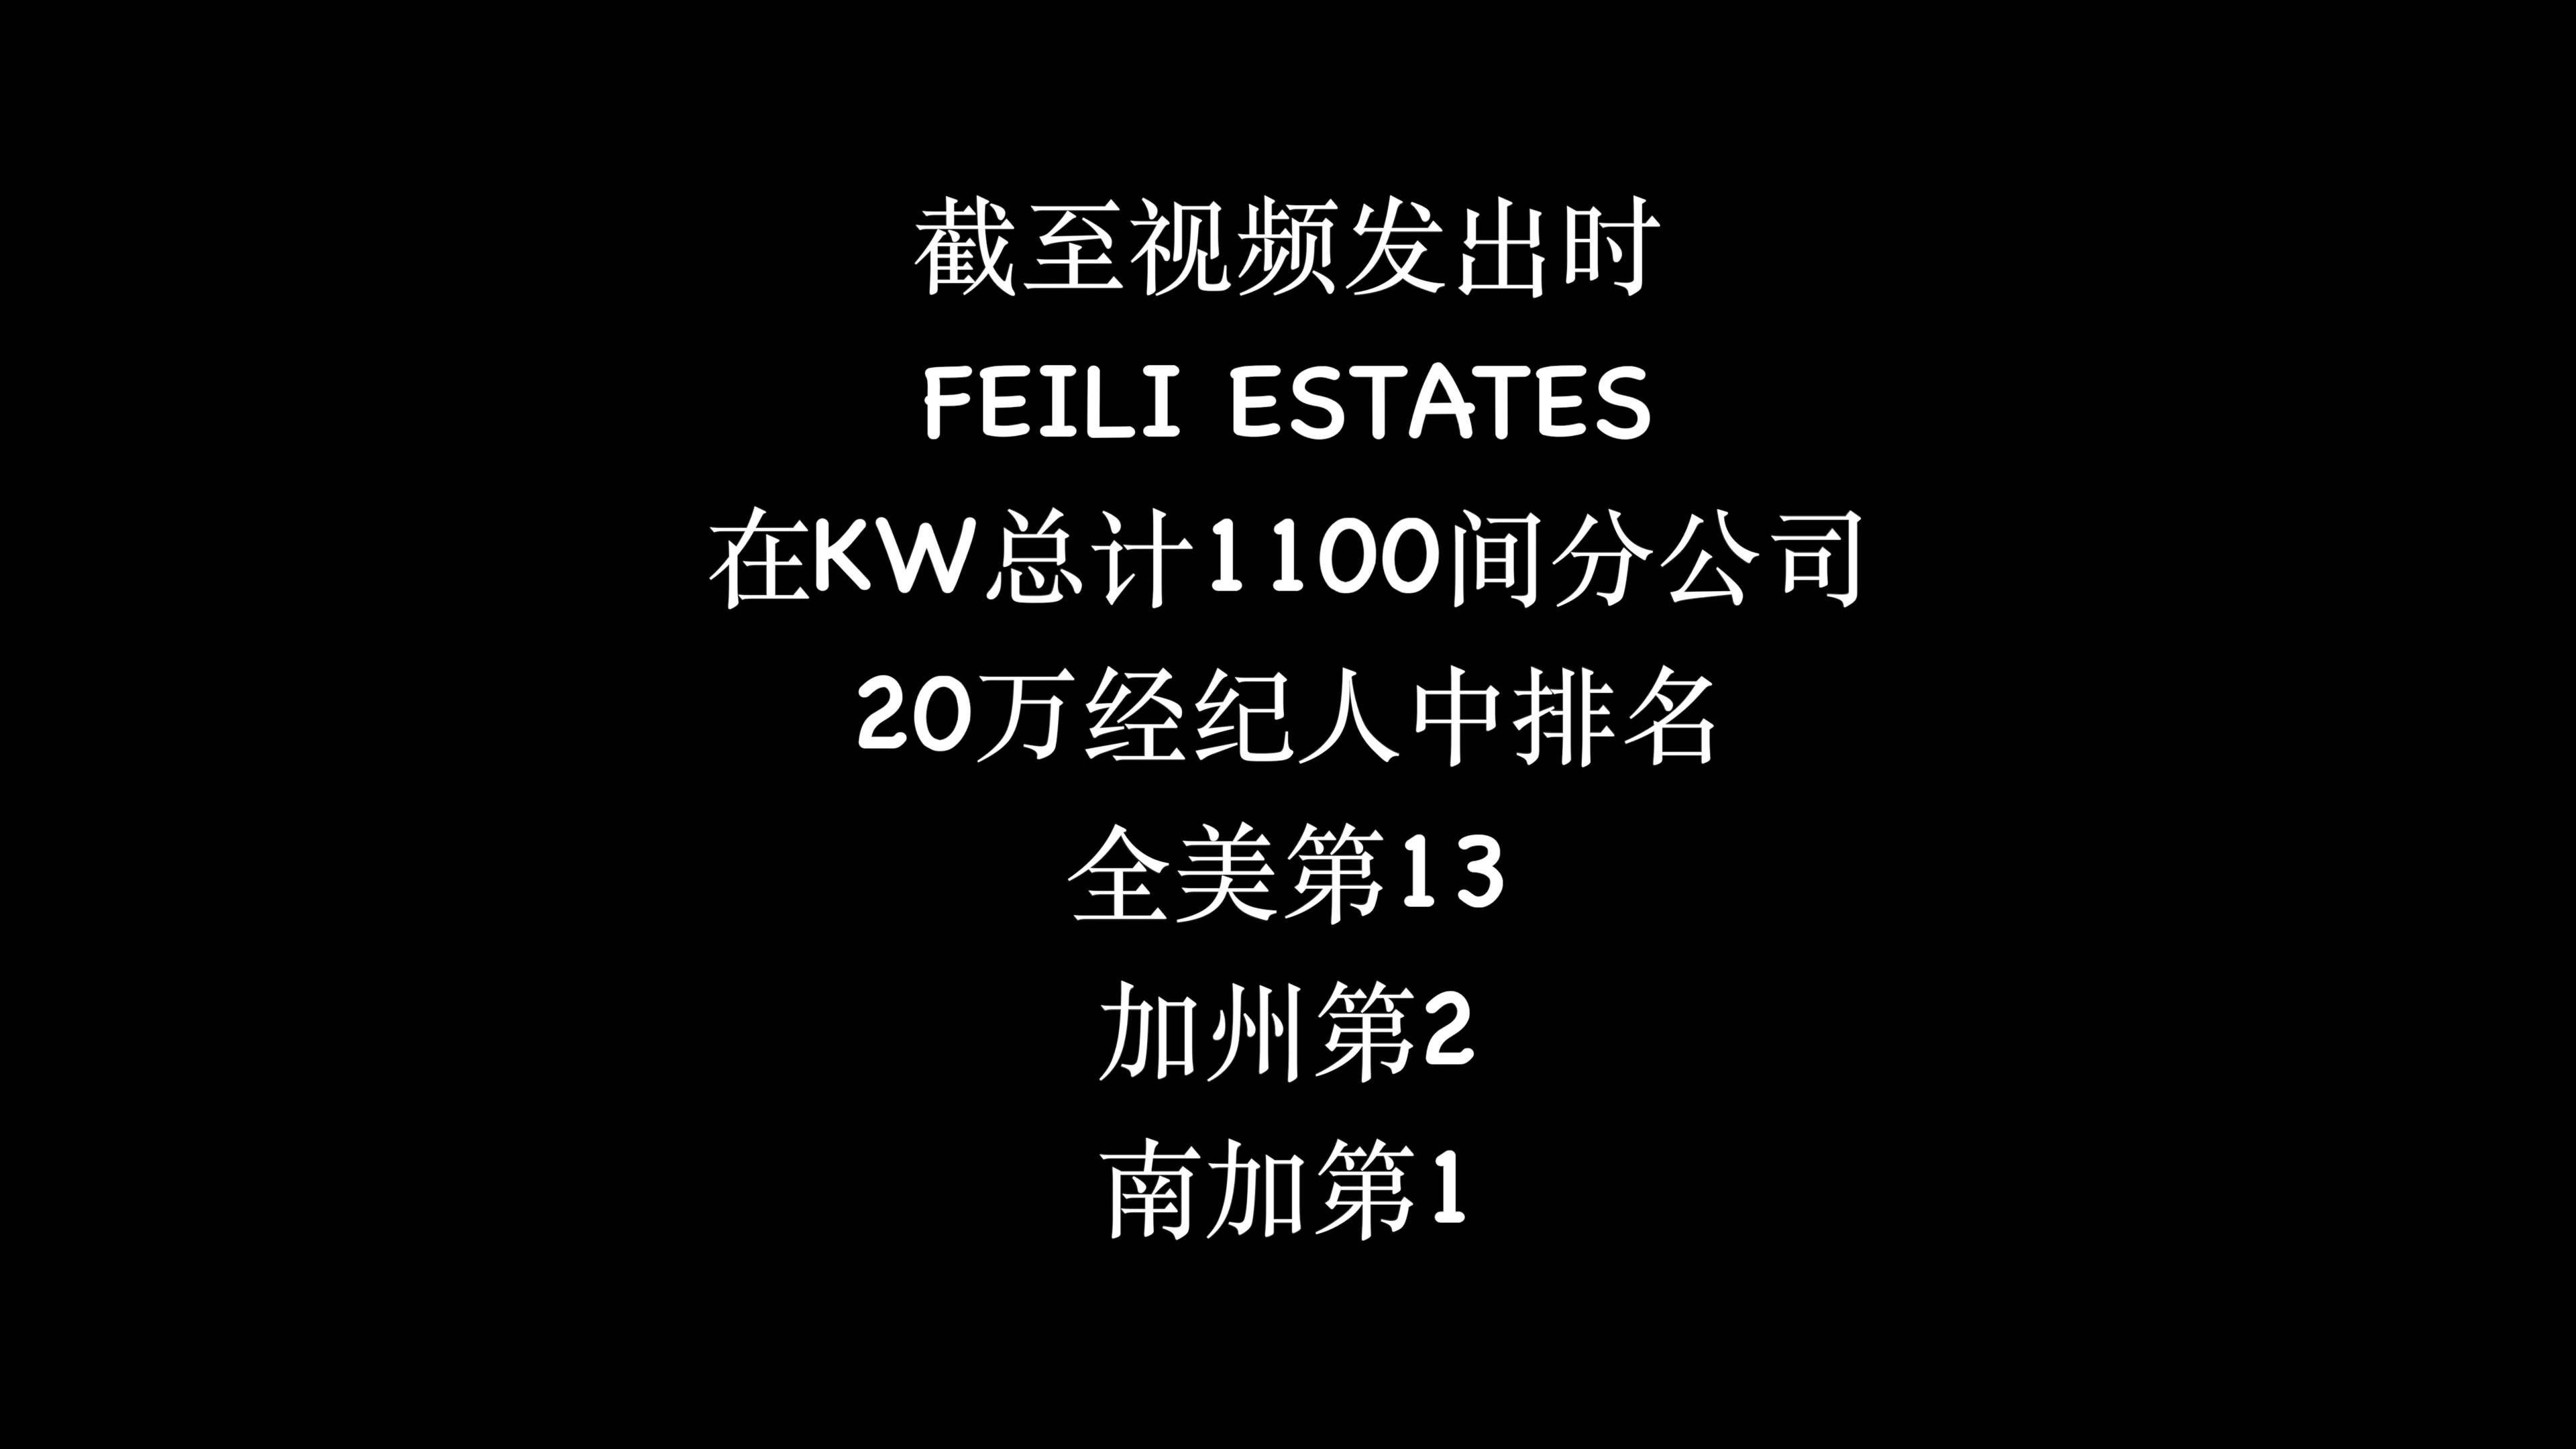 截至视频发出时
FEILI ESTATES
在KW总计1100间分公司
20万经纪人中排名
全美第13
加州第2
南加第1